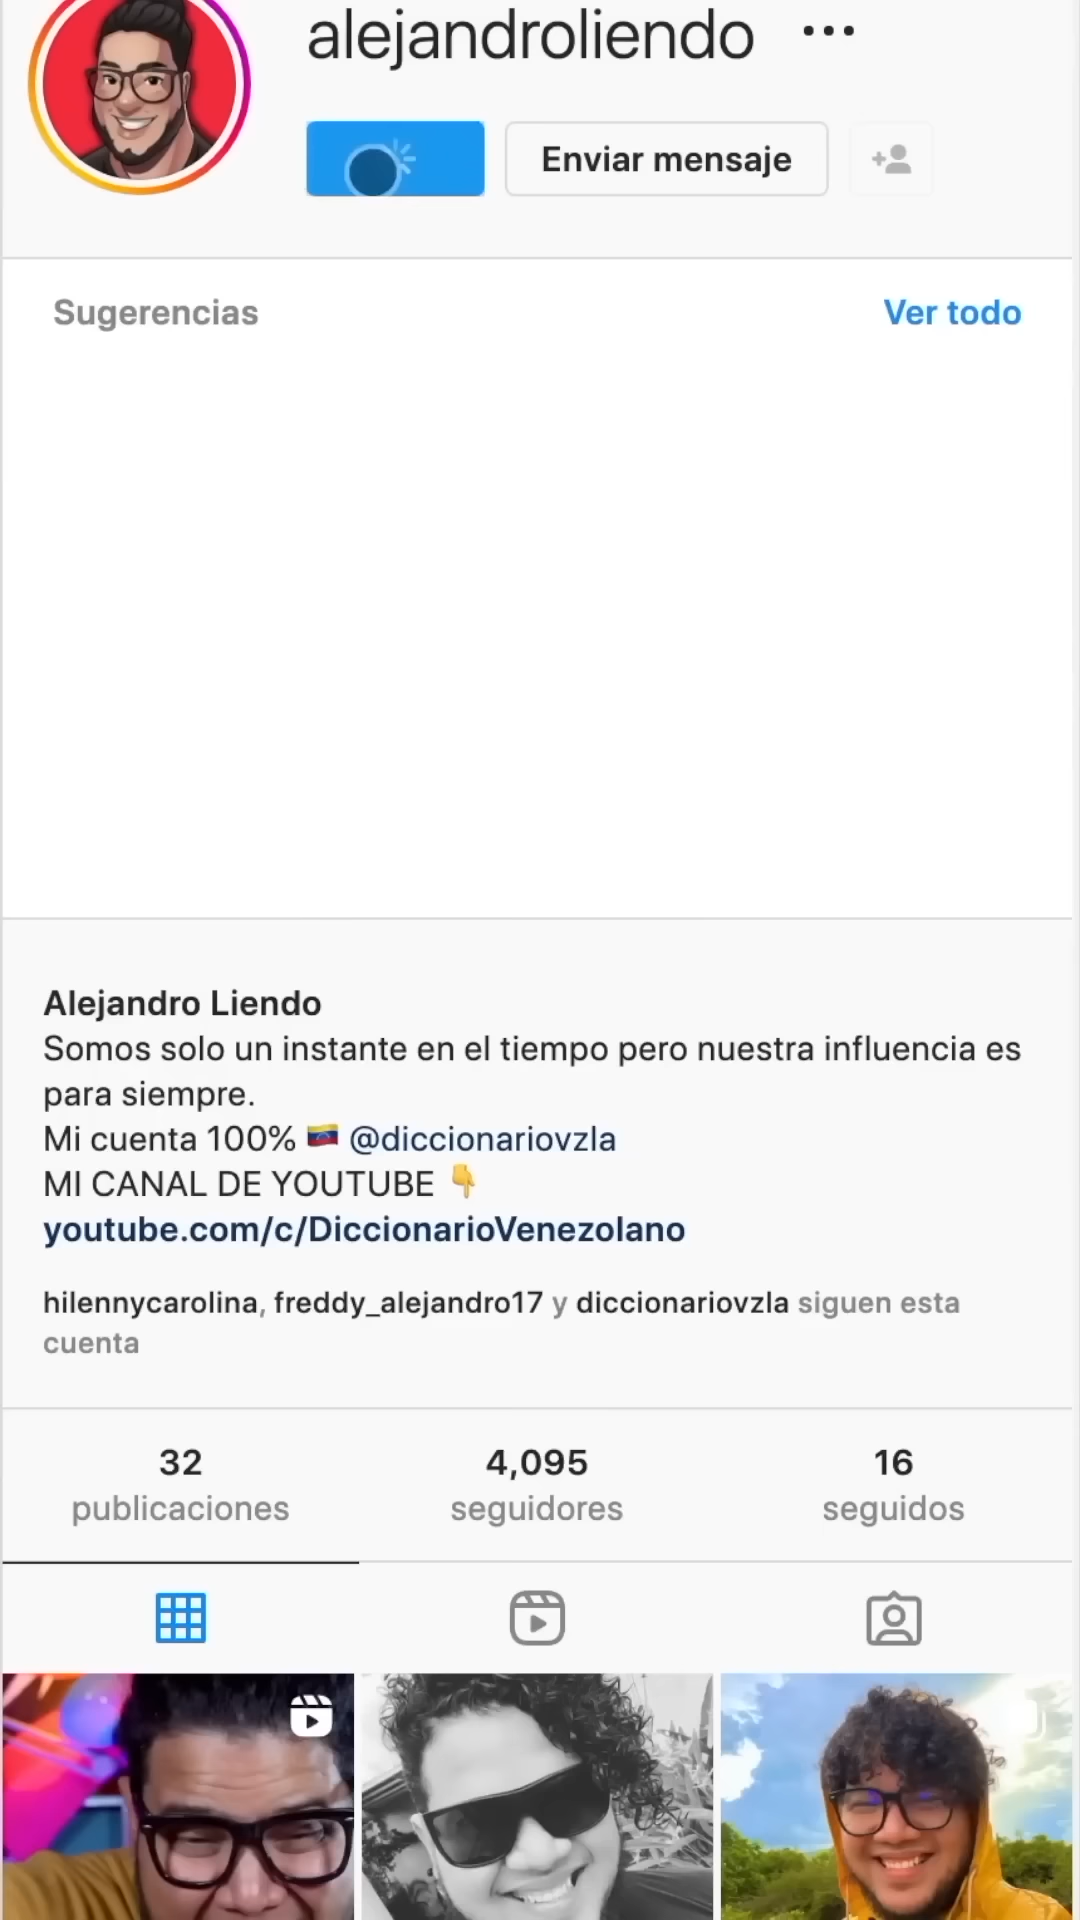 alejandroliendo
Enviar mensaje
Sugerencias
Ver todo
Alejandro Liendo
Somos solo un instante en el tiempo pero nuestra influencia es
para siempre.
Mi cuenta 100% 🇻🇪 @diccionariovzla
MI CANAL DE YOUTUBE 👇
youtube.com/c/DiccionarioVenezolano
hilennycarolina, freddy_alejandro17 y diccionariovzla siguen esta
cuenta
32
publicaciones
4,095
seguidores
16
seguidos